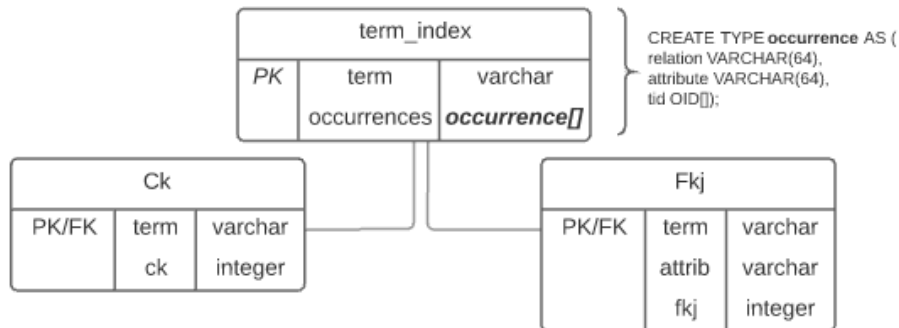 term_index
PK term varchar
occurrences occurrence[]
CREATE TYPE occurrence AS (
relation VARCHAR(64),
attribute VARCHAR(64),
tid OID[]);
Ck
PK/FK term varchar
ck integer
Fkj
PK/FK term varchar
attrib varchar
fkj integer